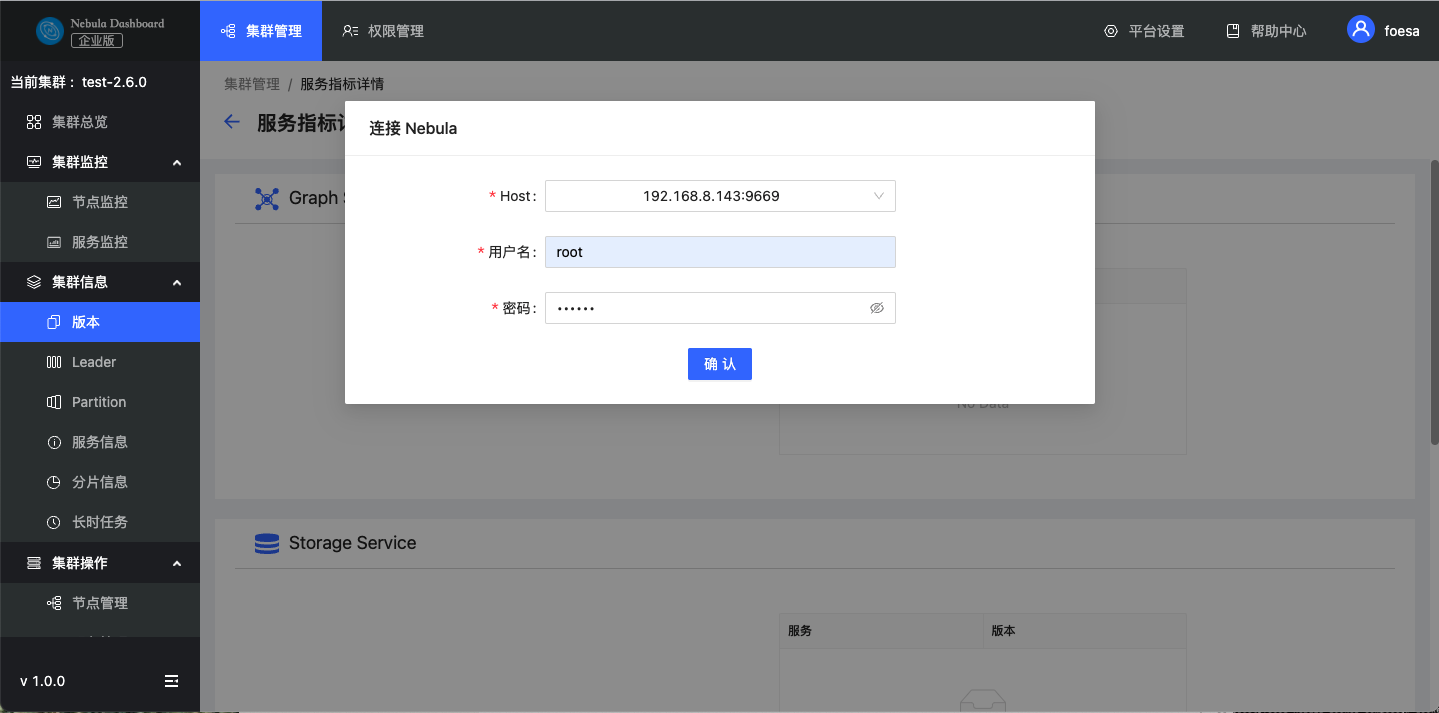 Nebula Dashboard
企业版
集群管理
权限管理
平台设置
帮助中心
foesa
当前集群：test-2.6.0
集群总览
集群监控
节点监控
服务监控
集群信息
版本
Leader
Partition
服务信息
分片信息
长时任务
集群操作
节点管理
v 1.0.0
集群管理 / 服务指标详情
服务指标
连接 Nebula
* Host: 192.168.8.143:9669
* 用户名: root
* 密码: ••••••
确 认
Graph
No Data
Storage Service
服务 版本